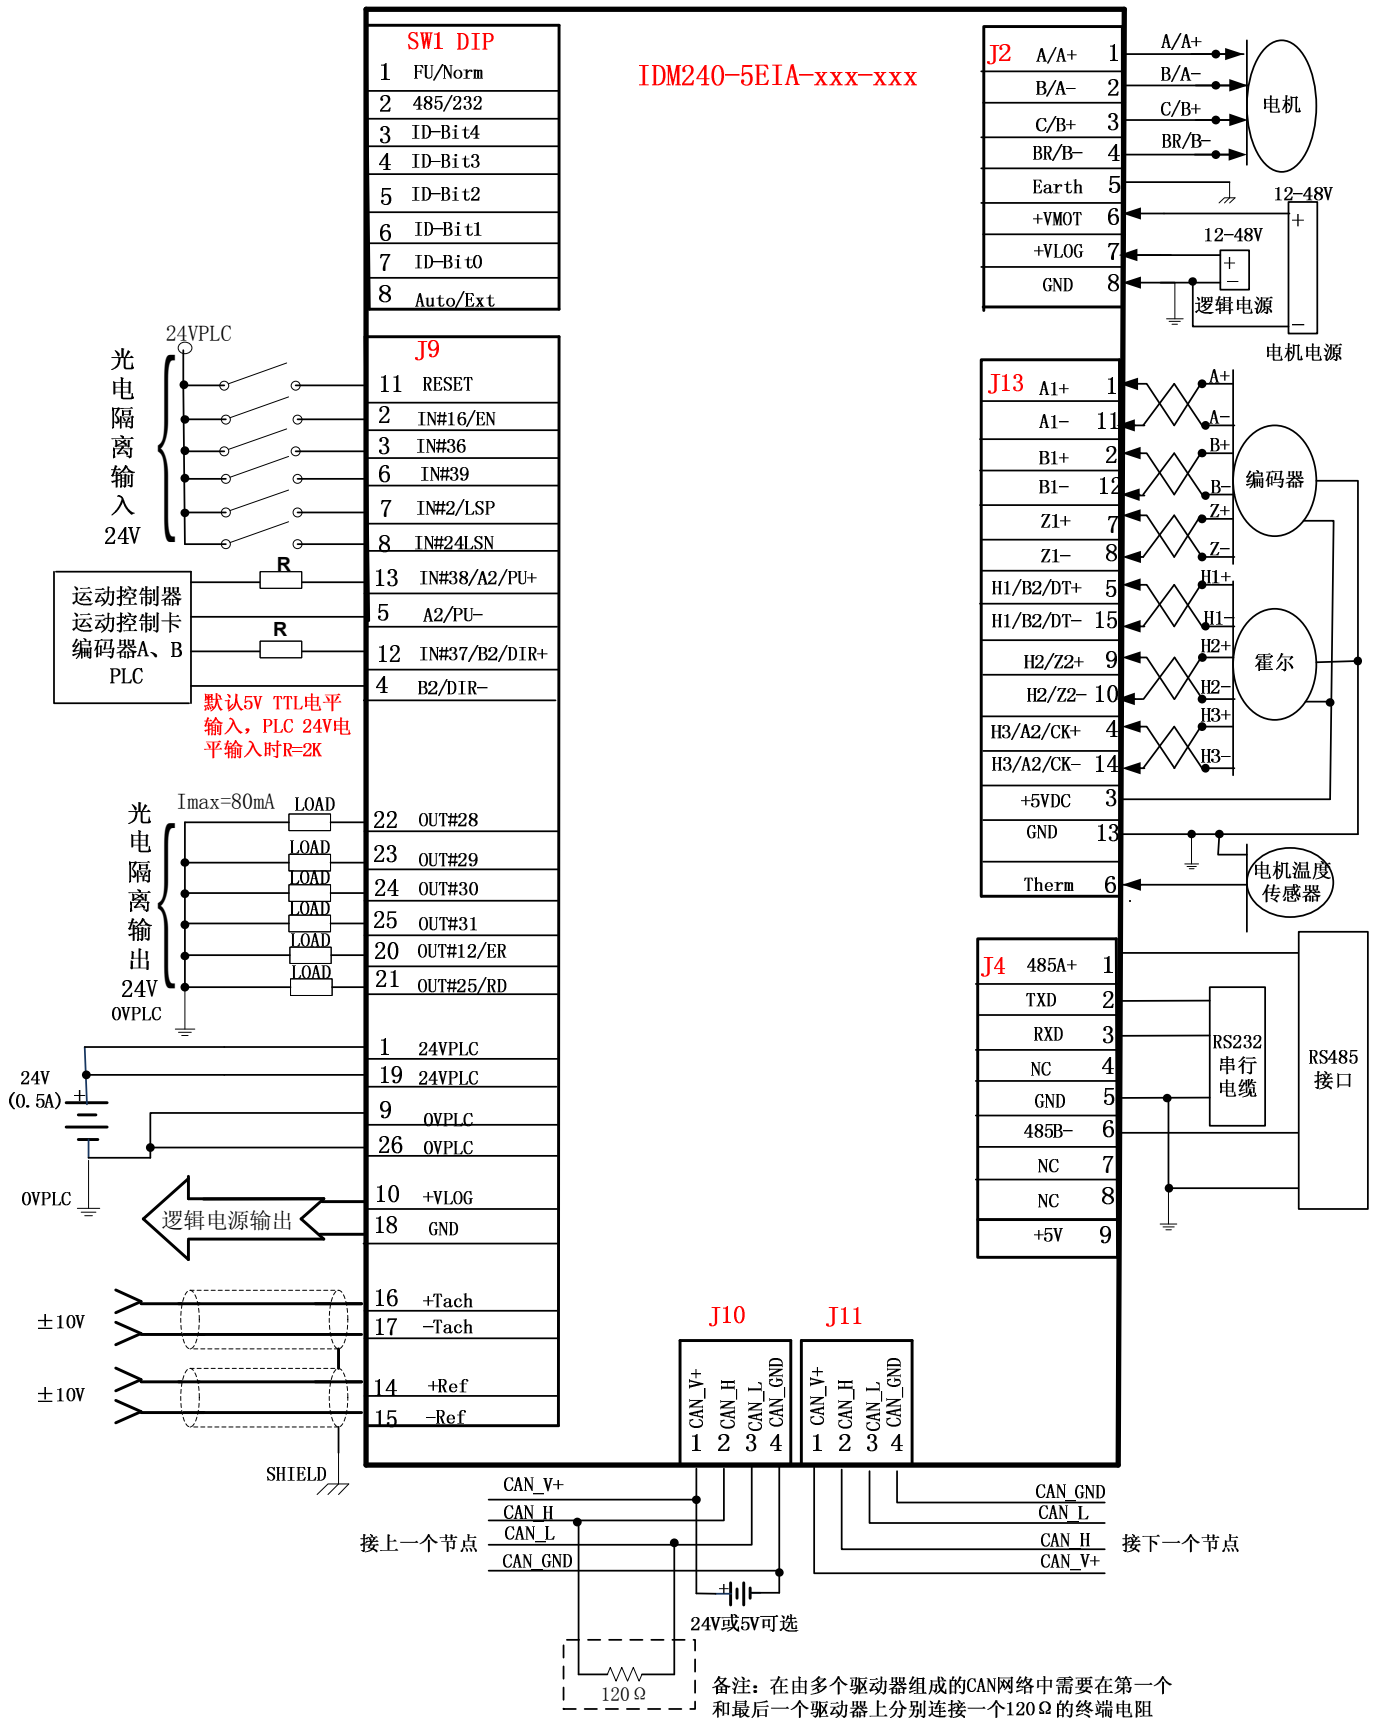 IDM240-5EIA-xxx-xxx
SW1 DIP
1 FU/Norm
2 485/232
3 ID-Bit4
4 ID-Bit3
5 ID-Bit2
6 ID-Bit1
7 ID-Bit0
8 Auto/Ext
24VPLC
光电隔离输入
24V
J9
11 RESET
2 IN#16/EN
3 IN#36
6 IN#39
7 IN#2/LSP
8 IN#24LSN
13 IN#38/A2/PU+
5 A2/PU-
12 IN#37/B2/DIR+
4 B2/DIR-
R
R
运动控制器
运动控制卡
编码器A、B
PLC
默认5V TTL电平
输入，PLC 24V电
平输入时R=2K
光电隔离输出
24V
0VPLC
Imax=80mA
LOAD
LOAD
LOAD
LOAD
LOAD
LOAD
22 OUT#28
23 OUT#29
24 OUT#30
25 OUT#31
20 OUT#12/ER
21 OUT#25/RD
1 24VPLC
19 24VPLC
9 0VPLC
26 0VPLC
24V
(0.5A)
+
0VPLC
10 +VLOG
18 GND
逻辑电源输出
16 +Tach
17 -Tach
14 +Ref
15 -Ref
±10V
±10V
SHIELD
J2
A/A+ 1
B/A- 2
C/B+ 3
BR/B- 4
Earth 5
+VMOT 6
+VLOG 7
GND 8
A/A+
B/A-
C/B+
BR/B-
电机
12-48V
+
-
12-48V
+
-
逻辑电源
电机电源
J13
A1+ 1
A1- 11
B1+ 2
B1- 12
Z1+ 7
Z1- 8
H1/B2/DT+ 5
H1/B2/DT- 15
H2/Z2+ 9
H2/Z2- 10
H3/A2/CK+ 4
H3/A2/CK- 14
+5VDC 3
GND 13
Therm 6
A+
A-
B+
B-
Z+
Z-
H1+
H1-
H2+
H2-
H3+
H3-
编码器
霍尔
电机温度
传感器
J4
485A+ 1
TXD 2
RXD 3
NC 4
GND 5
485B- 6
NC 7
NC 8
+5V 9
RS232
串行
电缆
RS485
接口
J10
CAN_V+ 1
CAN_H 2
CAN_L 3
CAN_GND 4
J11
CAN_V+ 1
CAN_H 2
CAN_L 3
CAN_GND 4
CAN_V+
CAN_H
CAN_L
CAN_GND
接上一个节点
+
24V或5V可选
120Ω
CAN_GND
CAN_L
CAN_H
CAN_V+
接下一个节点
备注：在由多个驱动器组成的CAN网络中需要在第一个
和最后一个驱动器上分别连接一个120Ω的终端电阻